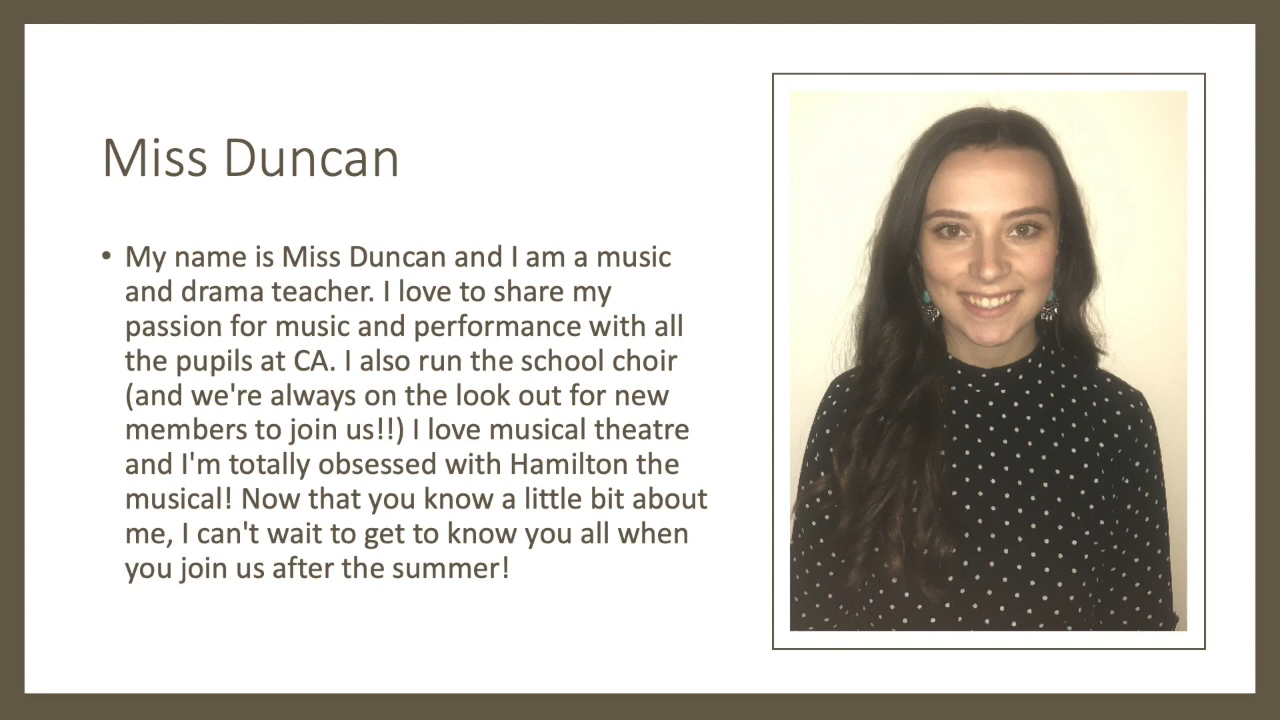 Miss Duncan
• My name is Miss Duncan and I am a music
and drama teacher. I love to share my
passion for music and performance with all
the pupils at CA. I also run the school choir
(and we're always on the look out for new
members to join us!!) I love musical theatre
and I'm totally obsessed with Hamilton the
musical! Now that you know a little bit about
me, I can't wait to get to know you all when
you join us after the summer!